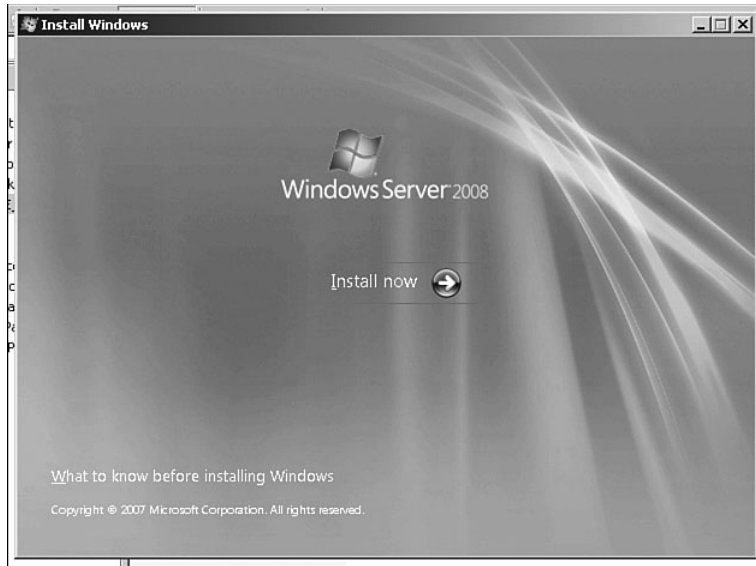 Install Windows
Windows Server 2008
Install now
What to know before installing Windows
Copyright © 2007 Microsoft Corporation. All rights reserved.